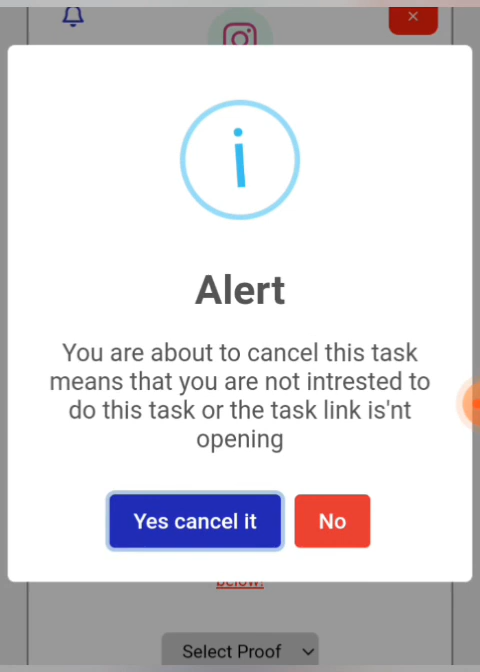 Alert
You are about to cancel this task
means that you are not intrested to
do this task or the task link is'nt
opening
Yes cancel it
No
below!
Select Proof